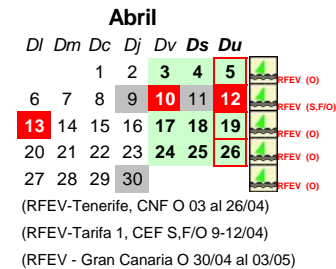 Abril
Dl Dm Dc Dj Dv Ds Du
1 2 3 4 5 RFEV (O)
6 7 8 9 10 11 12 RFEV (S,F/O)
13 14 15 16 17 18 19 RFEV (O)
20 21 22 23 24 25 26 RFEV (O)
27 28 29 30 RFEV (O)
(RFEV-Tenerife, CNF O 03 al 26/04)
(RFEV-Tarifa 1, CEF S,F/O 9-12/04)
(RFEV - Gran Canaria O 30/04 al 03/05)